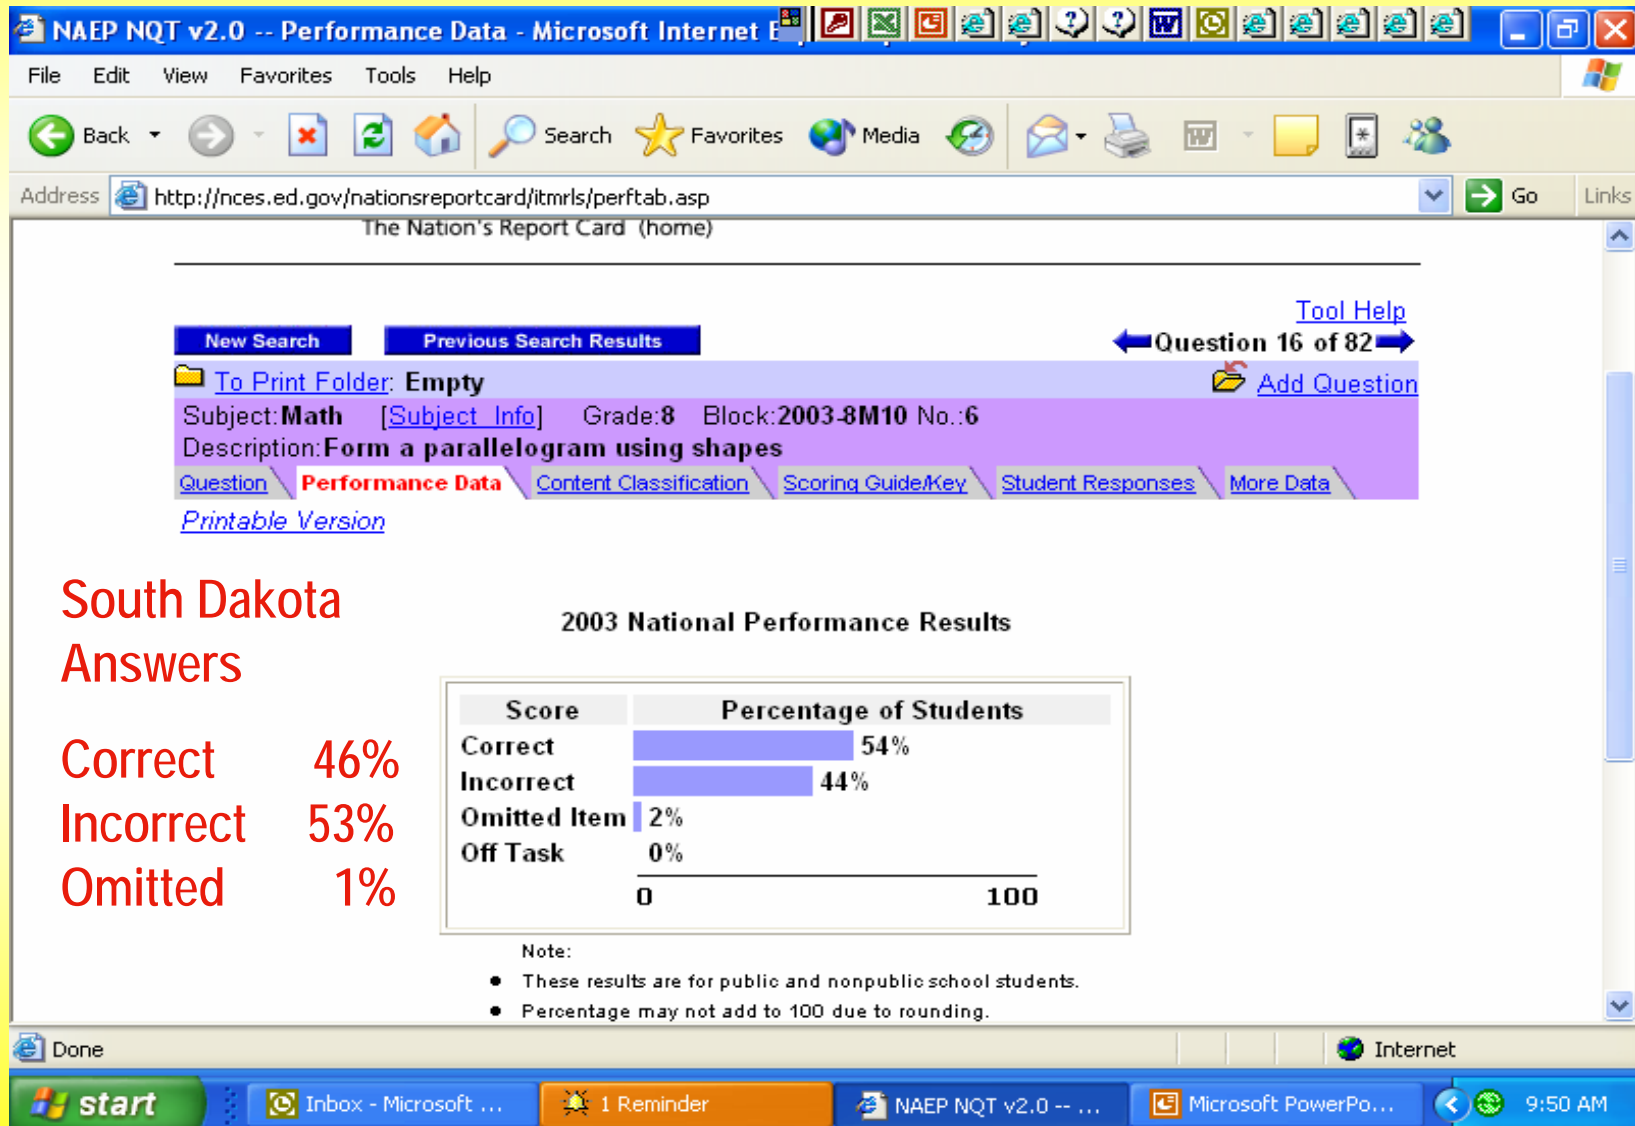 NAEP NQT v2.0 -- Performance Data - Microsoft Internet E
File Edit View Favorites Tools Help
Back Search Favorites Media
Address http://nces.ed.gov/nationsreportcard/itmrls/perftab.asp Go Links
The Nation's Report Card (home)
Tool Help
New Search Previous Search Results Question 16 of 82
To Print Folder: Empty Add Question
Subject:Math [Subject Info] Grade:8 Block:2003-8M10 No.:6
Description:Form a parallelogram using shapes
Question Performance Data Content Classification Scoring Guide/Key Student Responses More Data
Printable Version
South Dakota
Answers
Correct 46%
Incorrect 53%
Omitted 1%
2003 National Performance Results
Score Percentage of Students
Correct 54%
Incorrect 44%
Omitted Item 2%
Off Task 0%
0 100
Note:
• These results are for public and nonpublic school students.
• Percentage may not add to 100 due to rounding.
Done Internet
start Inbox - Microsoft ... 1 Reminder NAEP NQT v2.0 -- ... Microsoft PowerPo... 9:50 AM